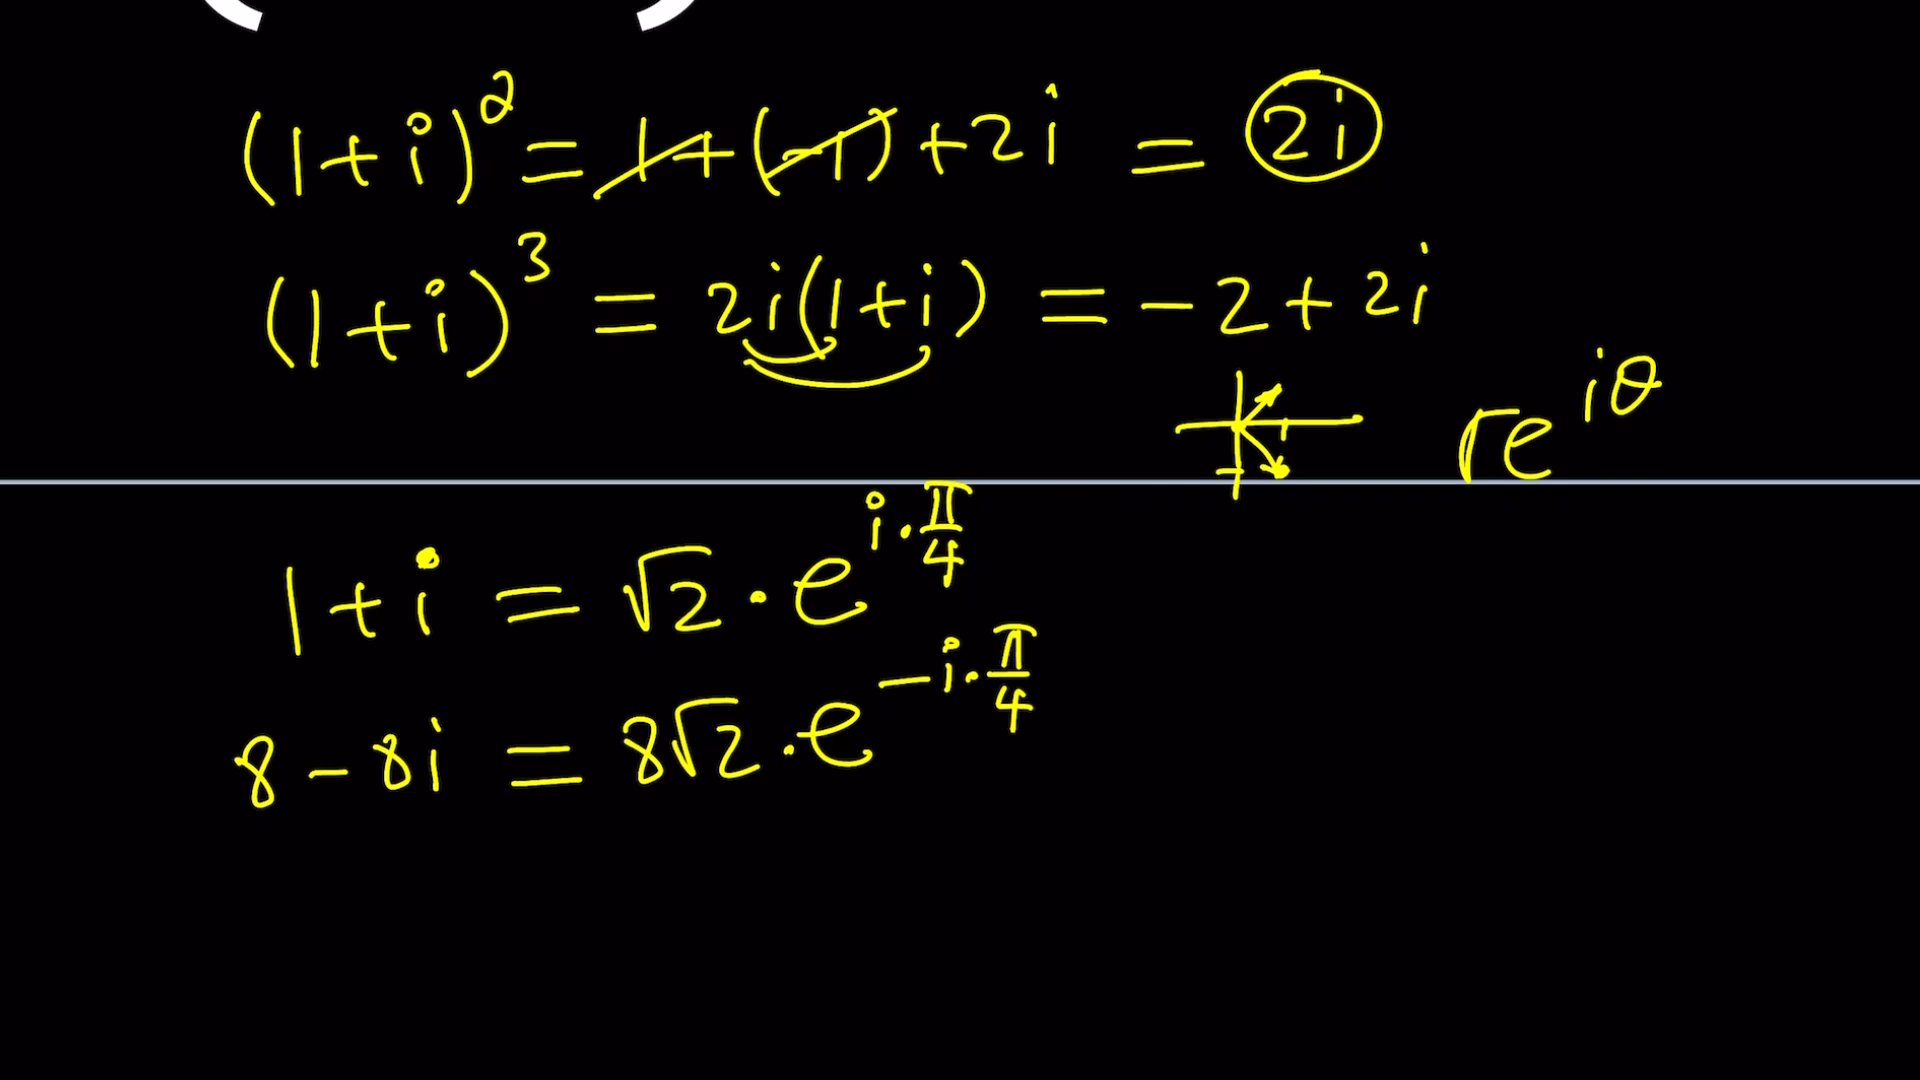 (1+i)² = 1+(-1)+2i = 2i
(1+i)³ = 2i(1+i) = -2+2i
re^{iθ}
1+i = √2 · e^{i·π/4}
8-8i = 8√2 · e^{-i·π/4}